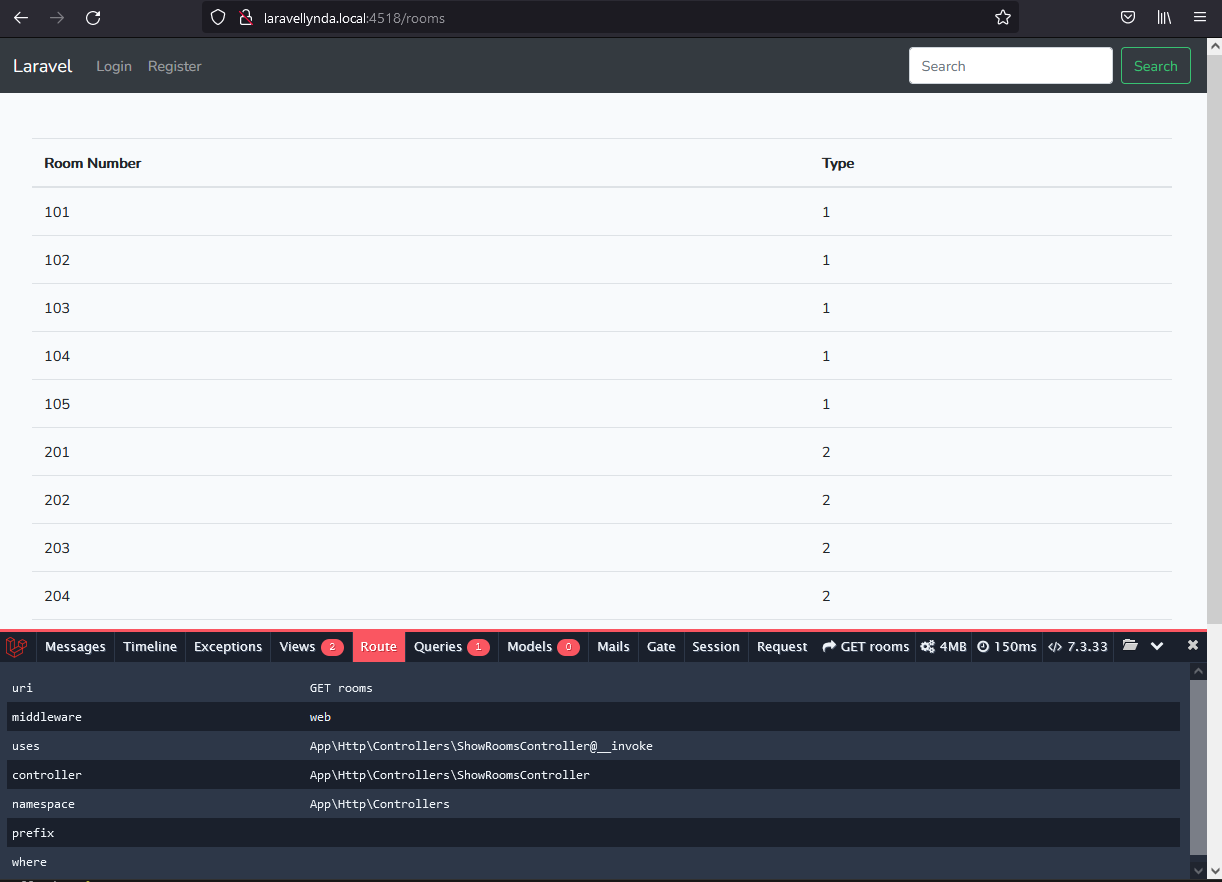 laravellynda.local:4518/rooms
Laravel Login Register Search Search
Room Number Type
101 1
102 1
103 1
104 1
105 1
201 2
202 2
203 2
204 2
Messages Timeline Exceptions Views 2 Route Queries 1 Models 0 Mails Gate Session Request GET rooms 4MB 150ms 7.3.33
uri GET rooms
middleware web
uses App\Http\Controllers\ShowRoomsController@__invoke
controller App\Http\Controllers\ShowRoomsController
namespace App\Http\Controllers
prefix
where